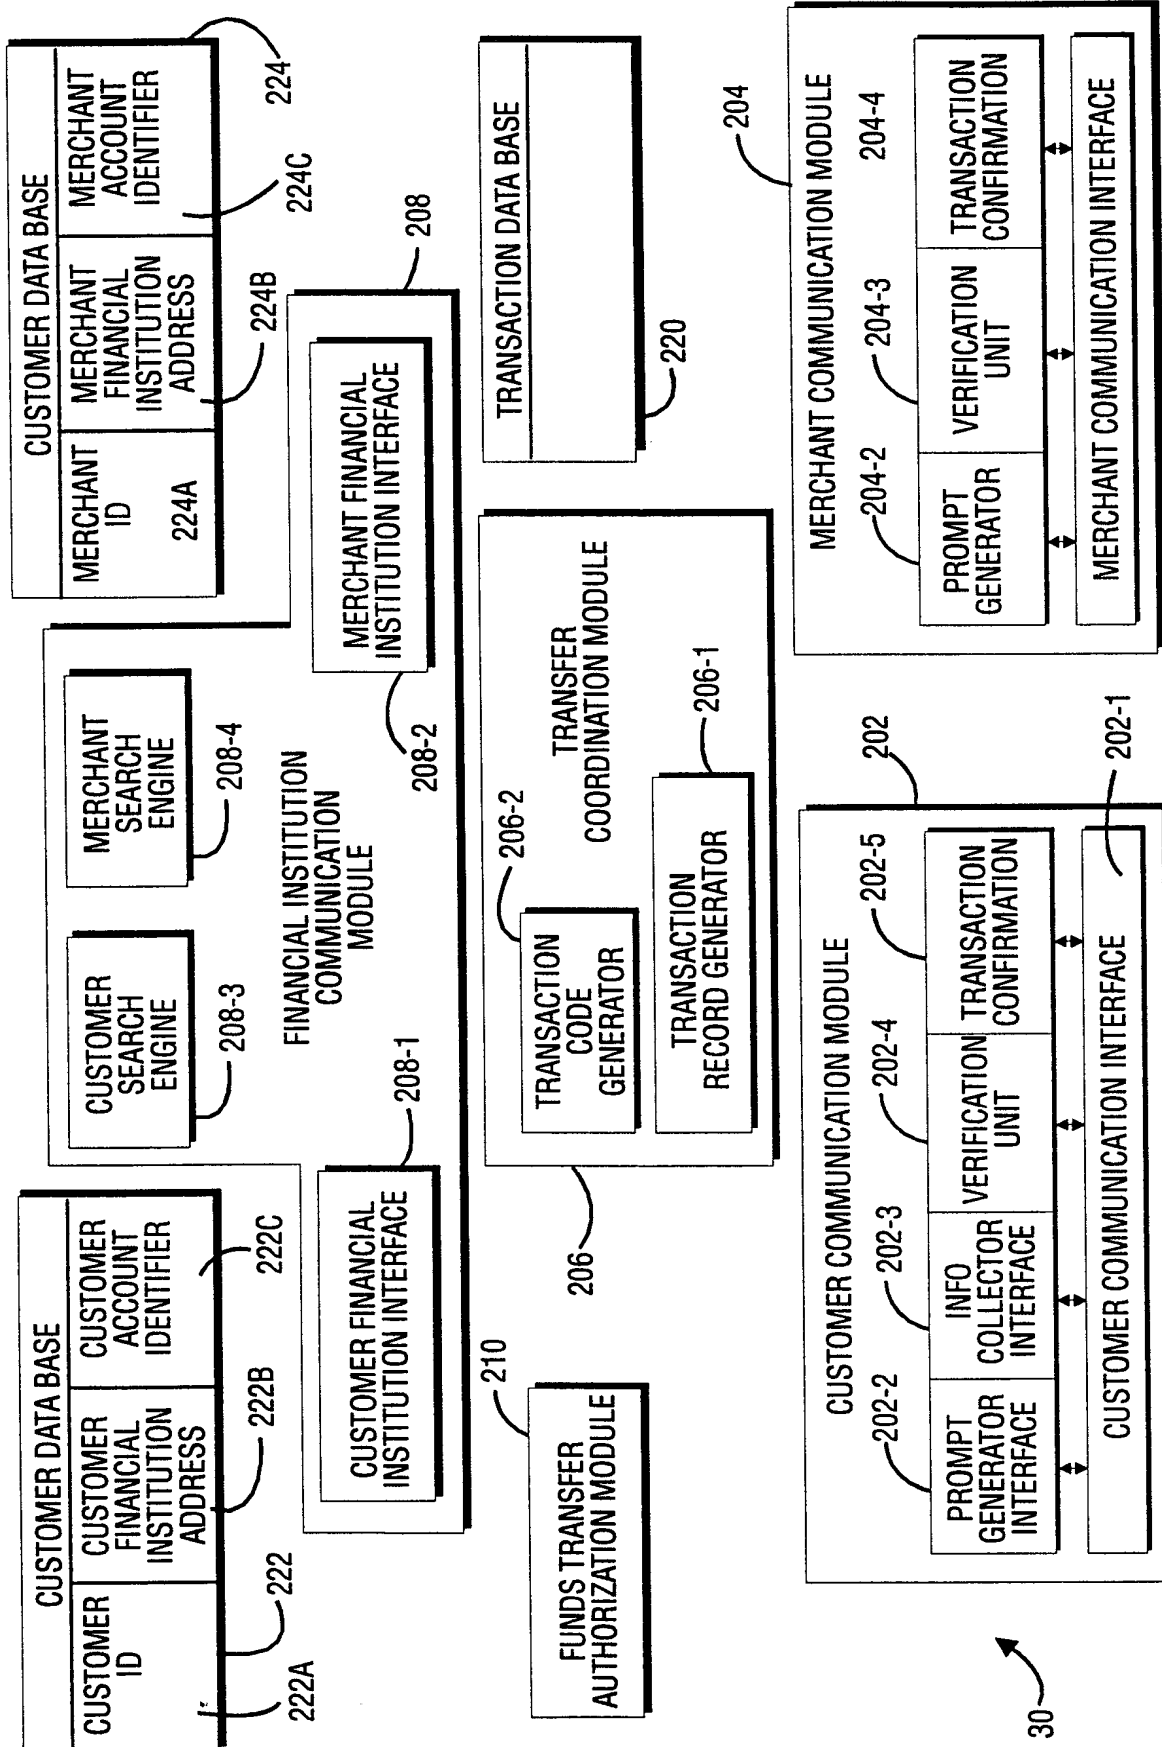 CUSTOMER DATA BASE
CUSTOMER
ID
CUSTOMER
FINANCIAL
INSTITUTION
ADDRESS
CUSTOMER
ACCOUNT
IDENTIFIER
222A
222
222B
222C
CUSTOMER
SEARCH
ENGINE
208-3
MERCHANT
SEARCH
ENGINE
208-4
FINANCIAL INSTITUTION
COMMUNICATION
MODULE
CUSTOMER FINANCIAL
INSTITUTION INTERFACE
208-1
MERCHANT FINANCIAL
INSTITUTION INTERFACE
208-2
208
CUSTOMER DATA BASE
MERCHANT
ID
224A
MERCHANT
FINANCIAL
INSTITUTION
ADDRESS
224B
MERCHANT
ACCOUNT
IDENTIFIER
224C
224
FUNDS TRANSFER
AUTHORIZATION MODULE
210
TRANSACTION
CODE
GENERATOR
206-2
TRANSFER
COORDINATION MODULE
TRANSACTION
RECORD GENERATOR
206-1
206
TRANSACTION DATA BASE
220
CUSTOMER COMMUNICATION MODULE
202
202-2
202-3
202-4
202-5
PROMPT
GENERATOR
INTERFACE
INFO
COLLECTOR
INTERFACE
VERIFICATION
UNIT
TRANSACTION
CONFIRMATION
CUSTOMER COMMUNICATION INTERFACE
202-1
MERCHANT COMMUNICATION MODULE
204
204-2
204-3
204-4
PROMPT
GENERATOR
VERIFICATION
UNIT
TRANSACTION
CONFIRMATION
MERCHANT COMMUNICATION INTERFACE
30